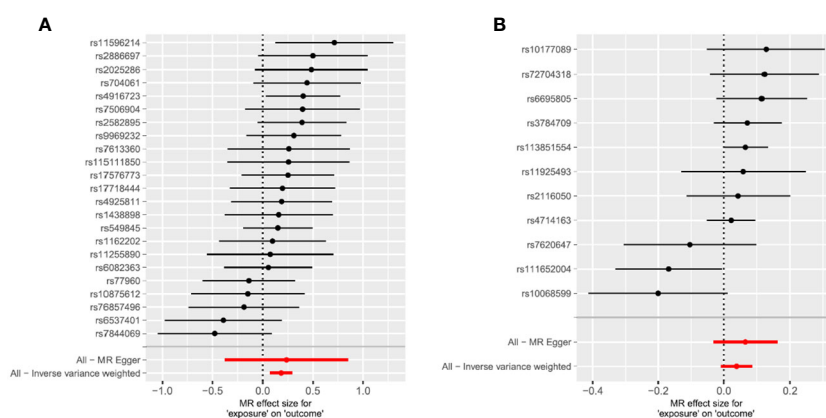 A
rs11596214
rs2886697
rs2025286
rs704061
rs4916723
rs7506904
rs2582895
rs9969232
rs7613360
rs115111850
rs17576773
rs17718444
rs4925811
rs1438898
rs549845
rs1162202
rs11255890
rs6082363
rs77960
rs10875612
rs76857496
rs6537401
rs7844069
All − MR Egger
All − Inverse variance weighted
−1.0 −0.5 0.0 0.5 1.0
MR effect size for
'exposure' on 'outcome'
B
rs10177089
rs72704318
rs6695805
rs3784709
rs113851554
rs11925493
rs2116050
rs4714163
rs7620647
rs111652004
rs10068599
All − MR Egger
All − Inverse variance weighted
−0.4 −0.2 0.0 0.2
MR effect size for
'exposure' on 'outcome'